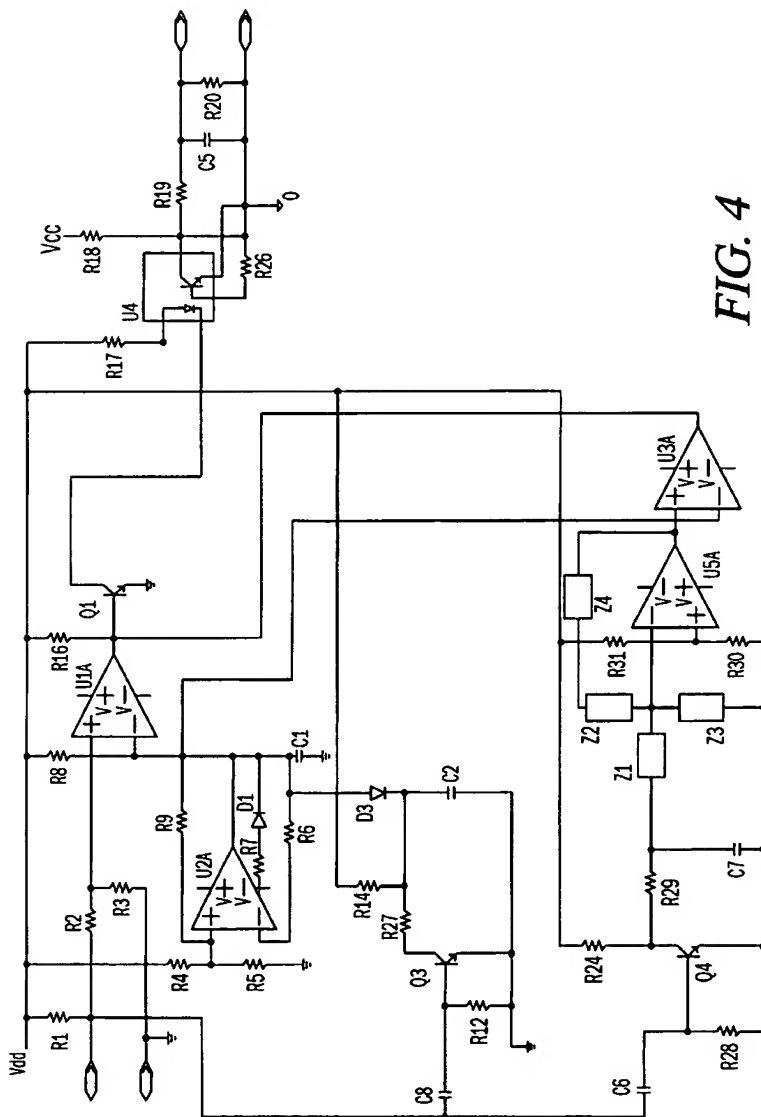 Vdd
R1
R2
R3
R4
R5
R8
R9
U1A
+
V+
V-
-
R16
Q1
R17
U4
Vcc
R18
R19
R26
0
C5
R20
U2A
+
V+
V-
-
R7
D1
R6
C1
D3
R14
R27
C2
Q3
R12
C8
C6
R28
Q4
R24
R29
C7
Z1
Z2
Z3
Z4
R31
R30
U5A
-
V-
V+
+
U3A
+
V+
V-
-
FIG. 4